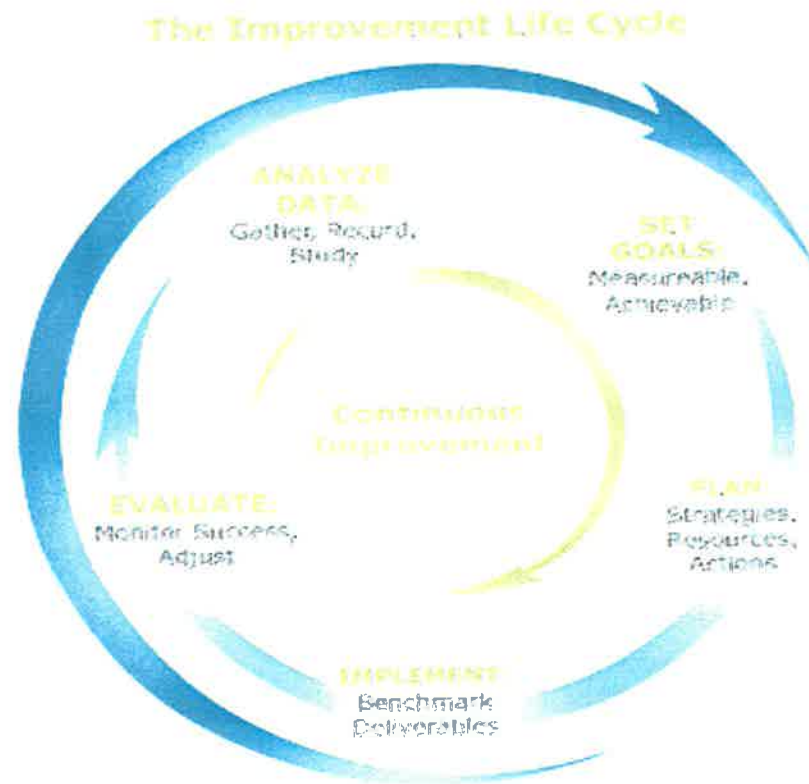 The Improvement Life Cycle
ANALYZE
DATA:
Gather, Record,
Study
SET
GOALS:
Measureable,
Achievable
Continuous
Improvement
PLAN:
Strategies,
Resources,
Actions
EVALUATE:
Monitor Success,
Adjust
IMPLEMENT
Benchmark
Deliverables